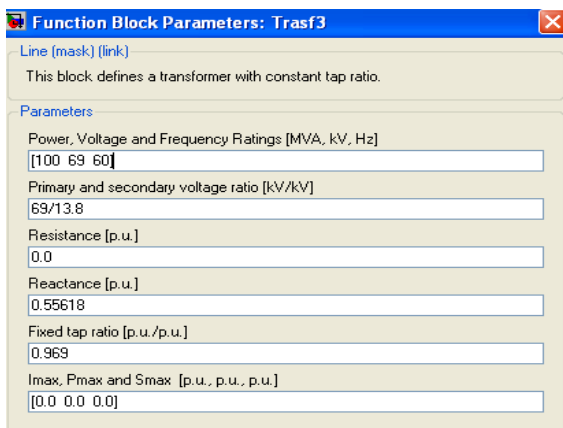 Function Block Parameters: Trasf3
Line (mask) (link)
This block defines a transformer with constant tap ratio.
Parameters
Power, Voltage and Frequency Ratings [MVA, kV, Hz]
[100 69 60]
Primary and secondary voltage ratio [kV/kV]
69/13.8
Resistance [p.u.]
0.0
Reactance [p.u.]
0.55618
Fixed tap ratio [p.u./p.u.]
0.969
Imax, Pmax and Smax [p.u., p.u., p.u.]
[0.0 0.0 0.0]